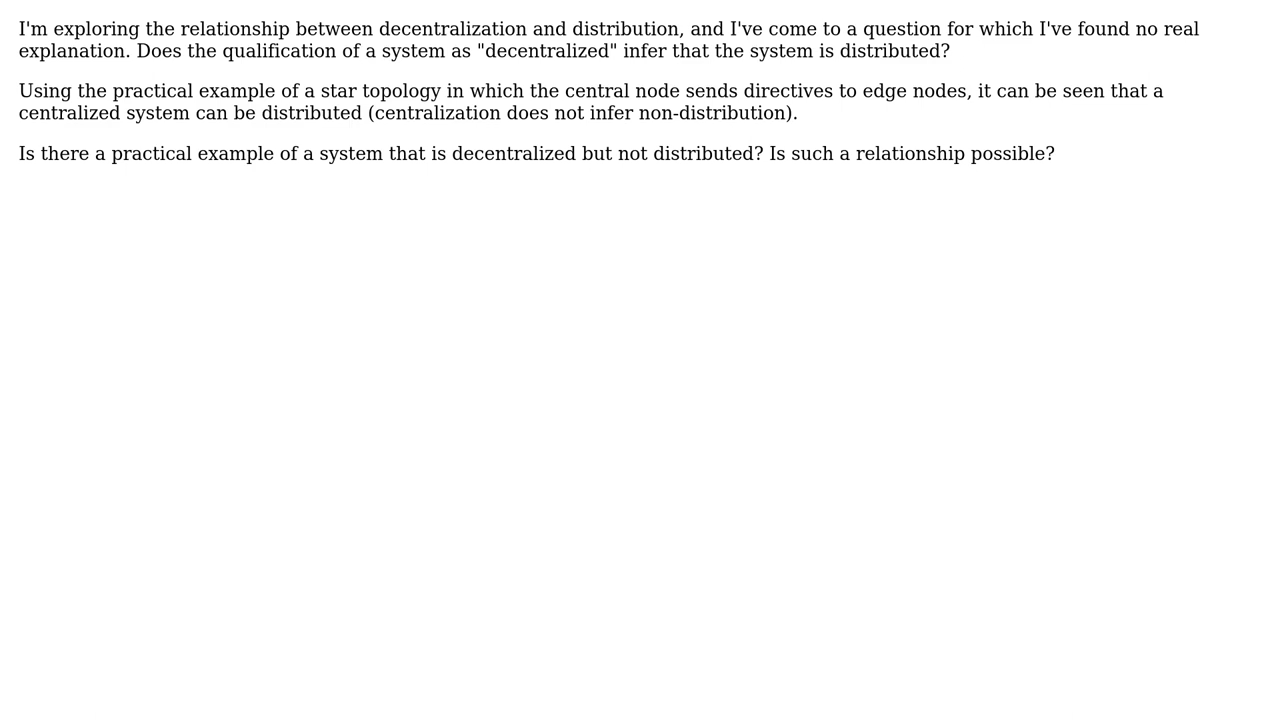 I'm exploring the relationship between decentralization and distribution, and I've come to a question for which I've found no real
explanation. Does the qualification of a system as "decentralized" infer that the system is distributed?
Using the practical example of a star topology in which the central node sends directives to edge nodes, it can be seen that a
centralized system can be distributed (centralization does not infer non-distribution).
Is there a practical example of a system that is decentralized but not distributed? Is such a relationship possible?